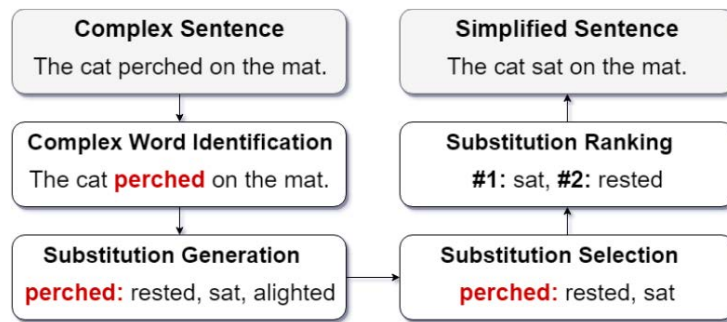 Complex Sentence
The cat perched on the mat.
Complex Word Identification
The cat perched on the mat.
Substitution Generation
perched: rested, sat, alighted
Substitution Selection
perched: rested, sat
Substitution Ranking
#1: sat, #2: rested
Simplified Sentence
The cat sat on the mat.